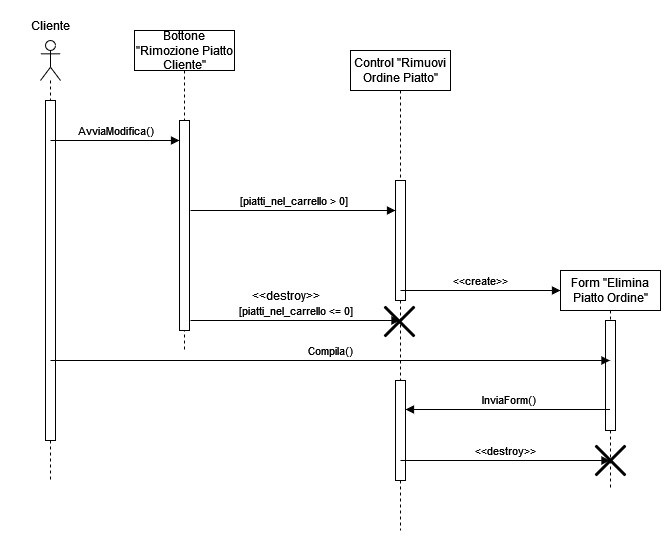 Cliente
Bottone
"Rimozione Piatto
Cliente"
Control "Rimuovi
Ordine Piatto"
AvviaModifica()
[piatti_nel_carrello > 0]
<<create>>
Form "Elimina
Piatto Ordine"
<<destroy>>
[piatti_nel_carrello <= 0]
Compila()
InviaForm()
<<destroy>>